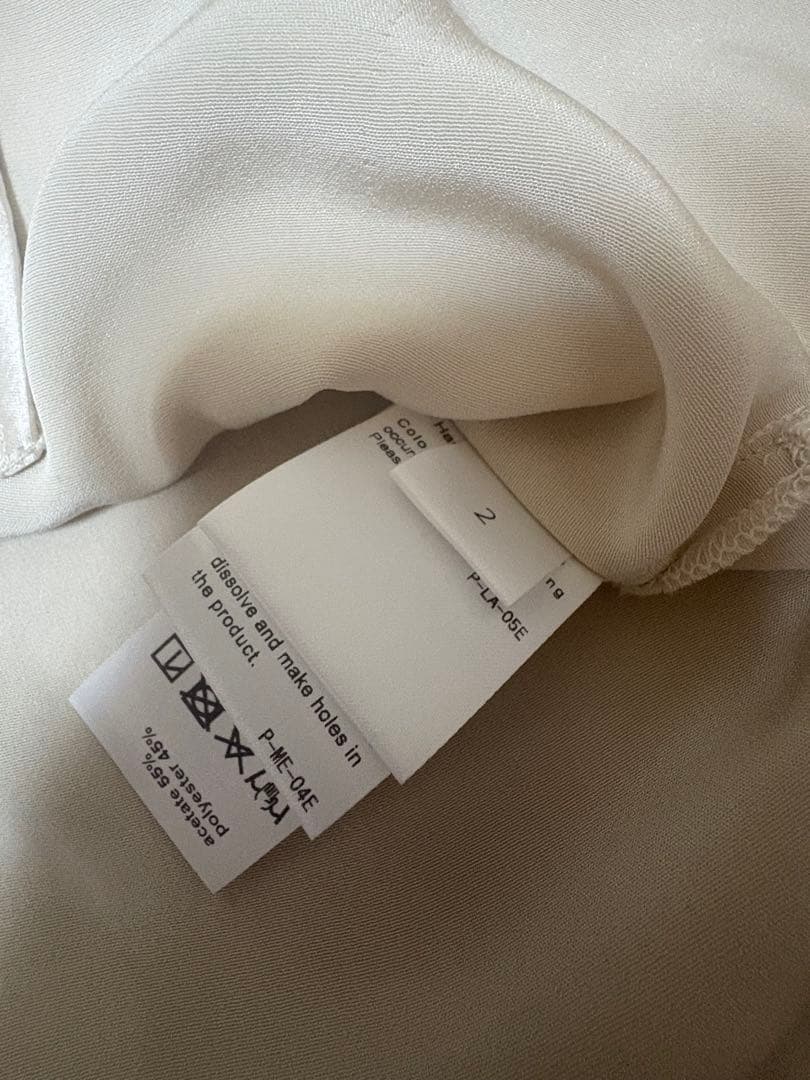 Ha
Colo
occur
Pleas
2
ng
P-LA-05E
dissolve and make holes in
the product.
P-ME-04E
acetate 55%
polyester 45%